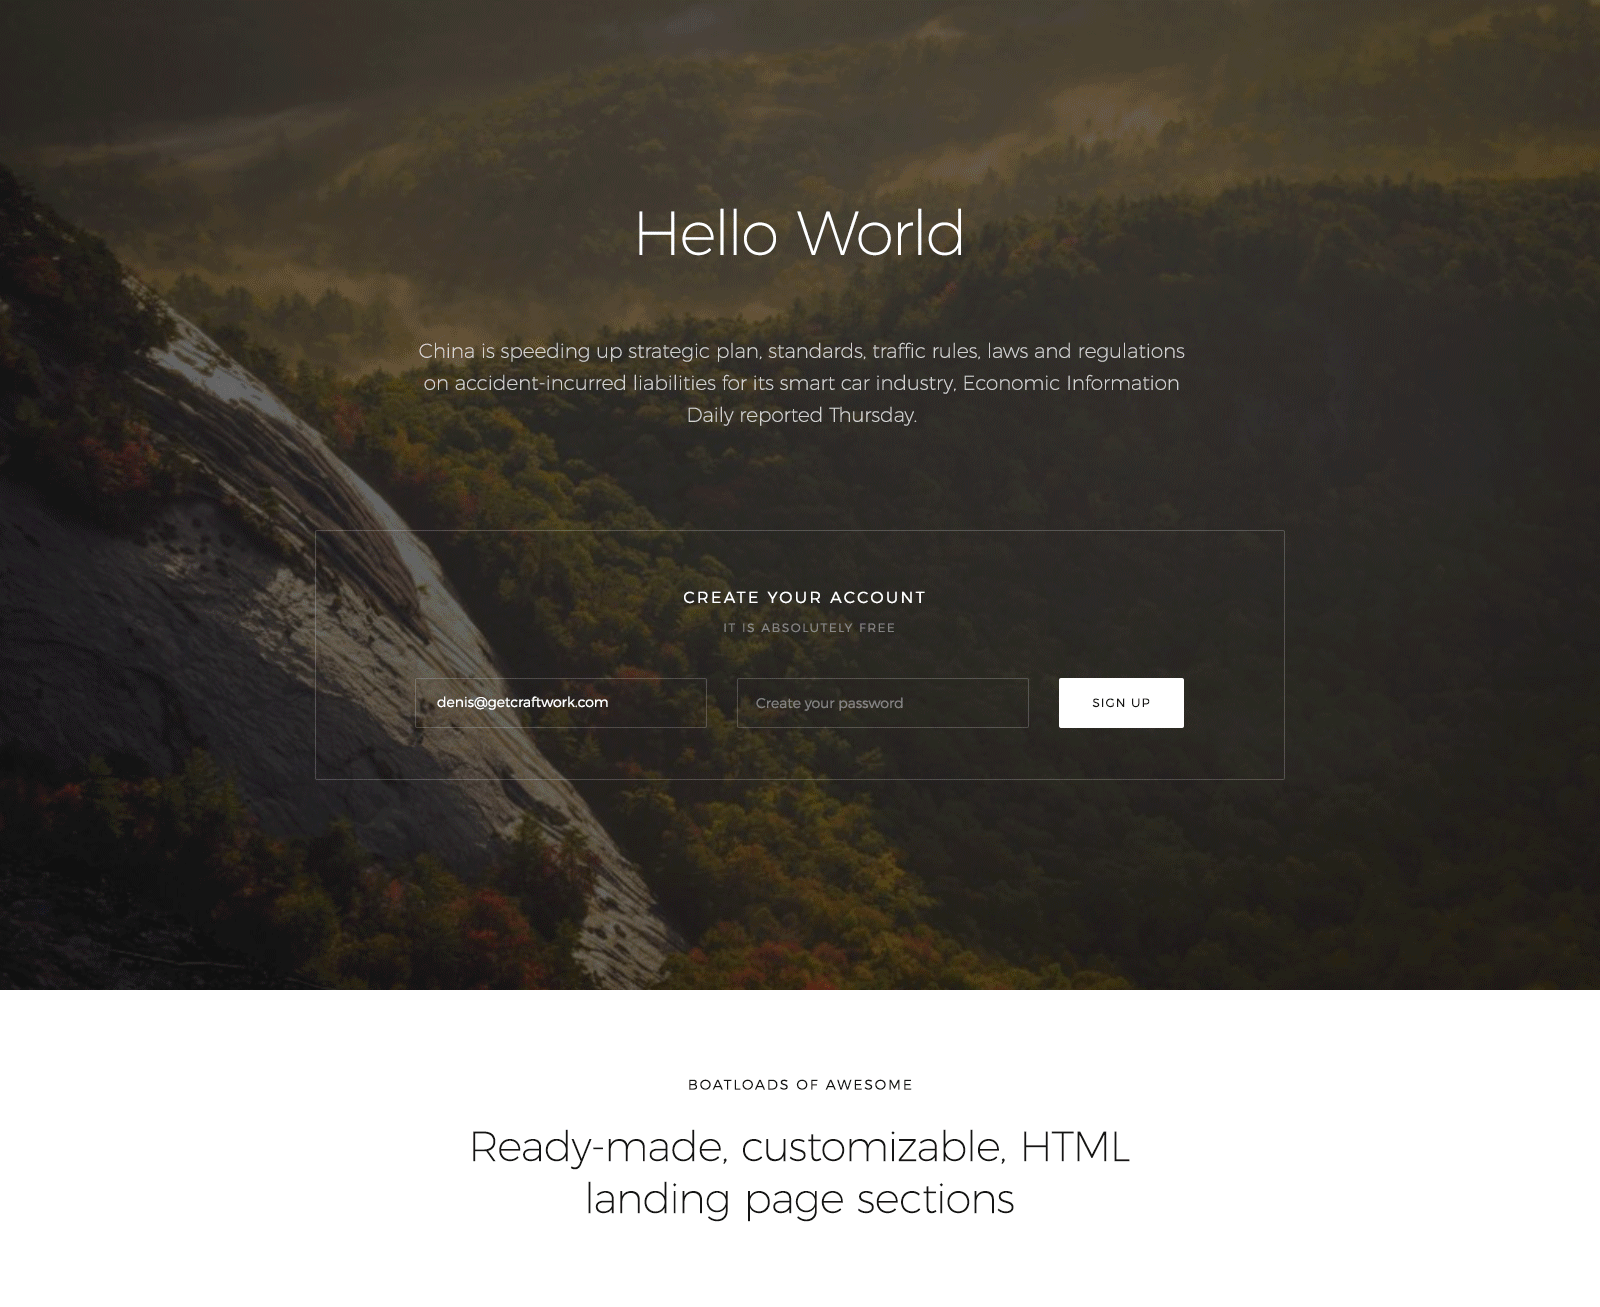 Hello World
China is speeding up strategic plan, standards, traffic rules, laws and regulations
on accident-incurred liabilities for its smart car industry, Economic Information
Daily reported Thursday.
CREATE YOUR ACCOUNT
IT IS ABSOLUTELY FREE
denis@getcraftwork.com
Create your password
SIGN UP
BOATLOADS OF AWESOME
Ready-made, customizable, HTML
landing page sections